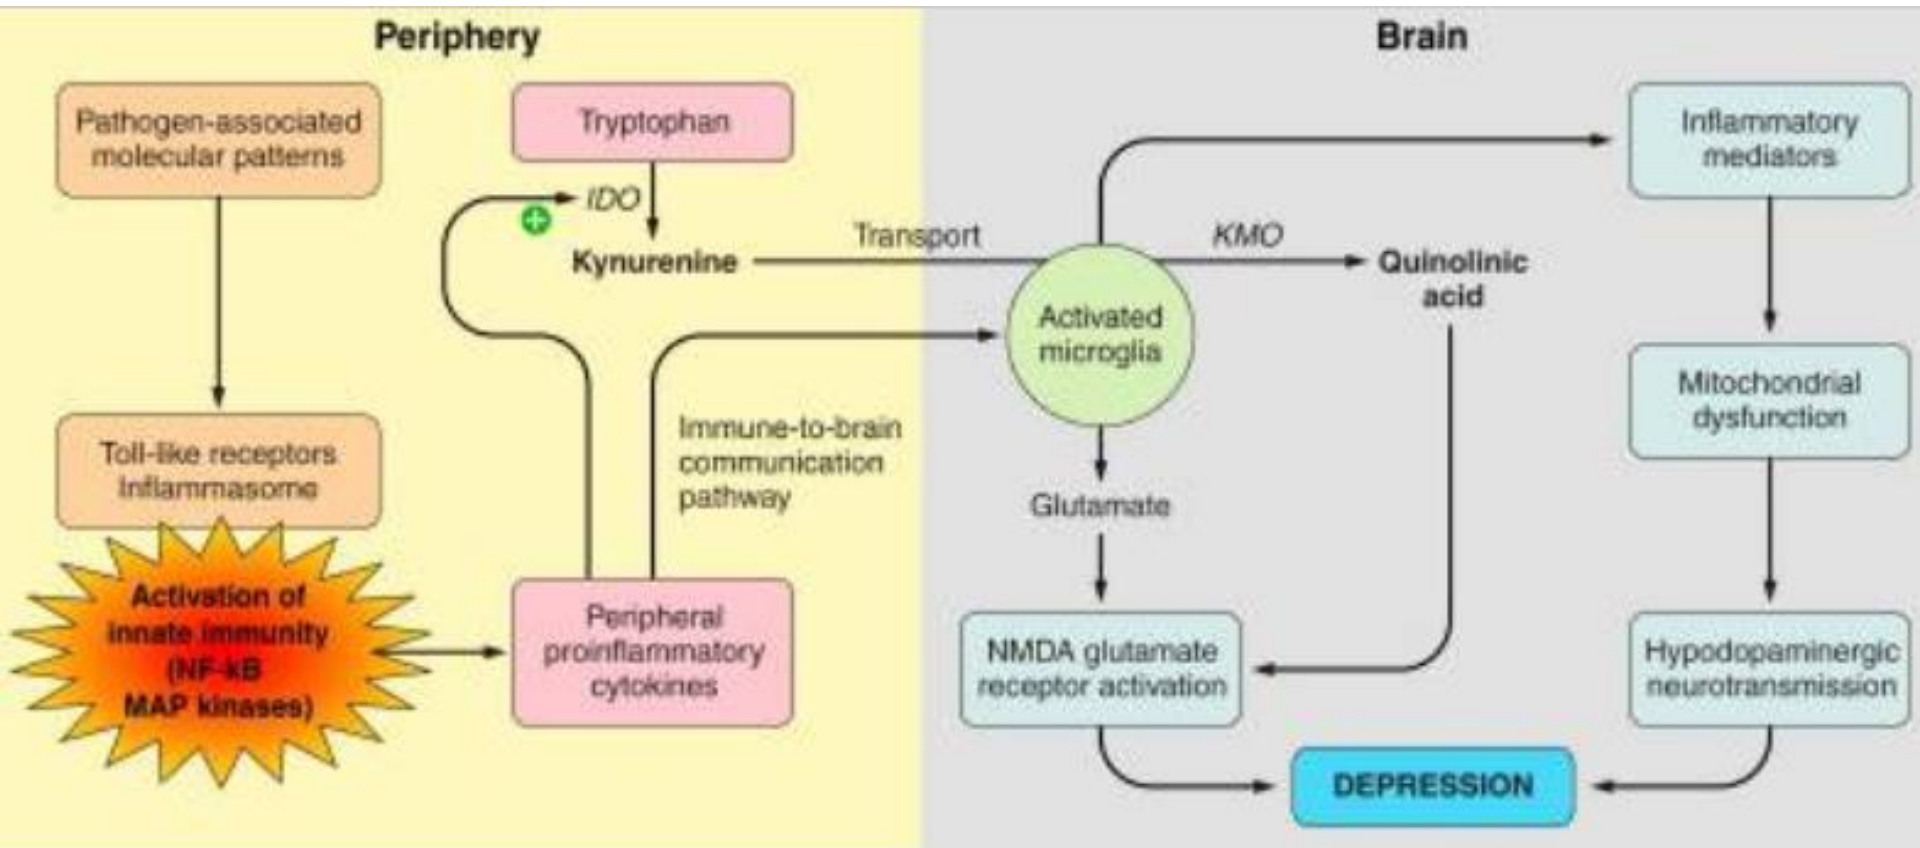 Periphery
Brain
Pathogen-associated
molecular patterns
Tryptophan
Inflammatory
mediators
IDO
Kynurenine
Transport
KMO
Quinolinic
acid
Activated
microglia
Mitochondrial
dysfunction
Toll-like receptors
Inflammasome
Immune-to-brain
communication
pathway
Glutamate
Activation of
innate immunity
(NF-kB
MAP kinases)
Peripheral
proinflammatory
cytokines
NMDA glutamate
receptor activation
Hypodopaminergic
neurotransmission
DEPRESSION